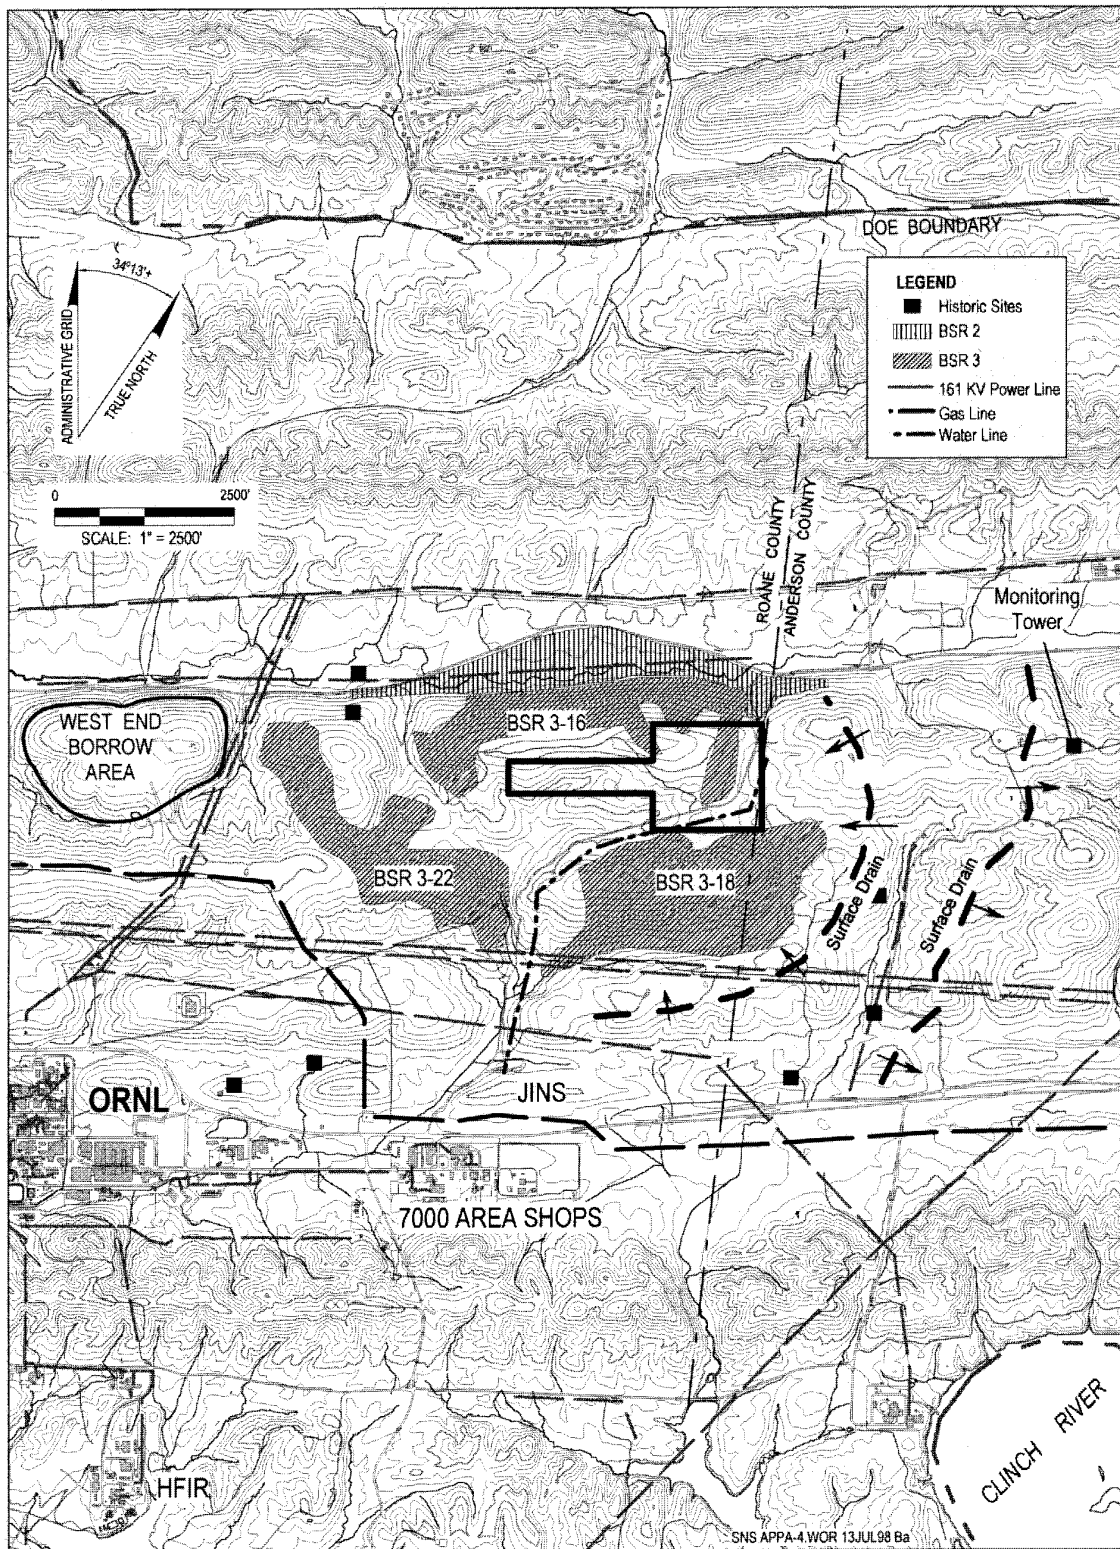 DOE BOUNDARY
34º13'+
ADMINISTRATIVE GRID
TRUE NORTH
LEGEND
Historic Sites
BSR 2
BSR 3
161 KV Power Line
Gas Line
Water Line
0 2500'
SCALE: 1" = 2500'
ROANE COUNTY
ANDERSON COUNTY
Monitoring
Tower
WEST END
BORROW
AREA
BSR 3-16
BSR 3-22
BSR 3-18
Surface Drain
Surface Drain
ORNL
JINS
7000 AREA SHOPS
HFIR
CLINCH RIVER
SNS APPA-4.WOR 13JUL98 Ba